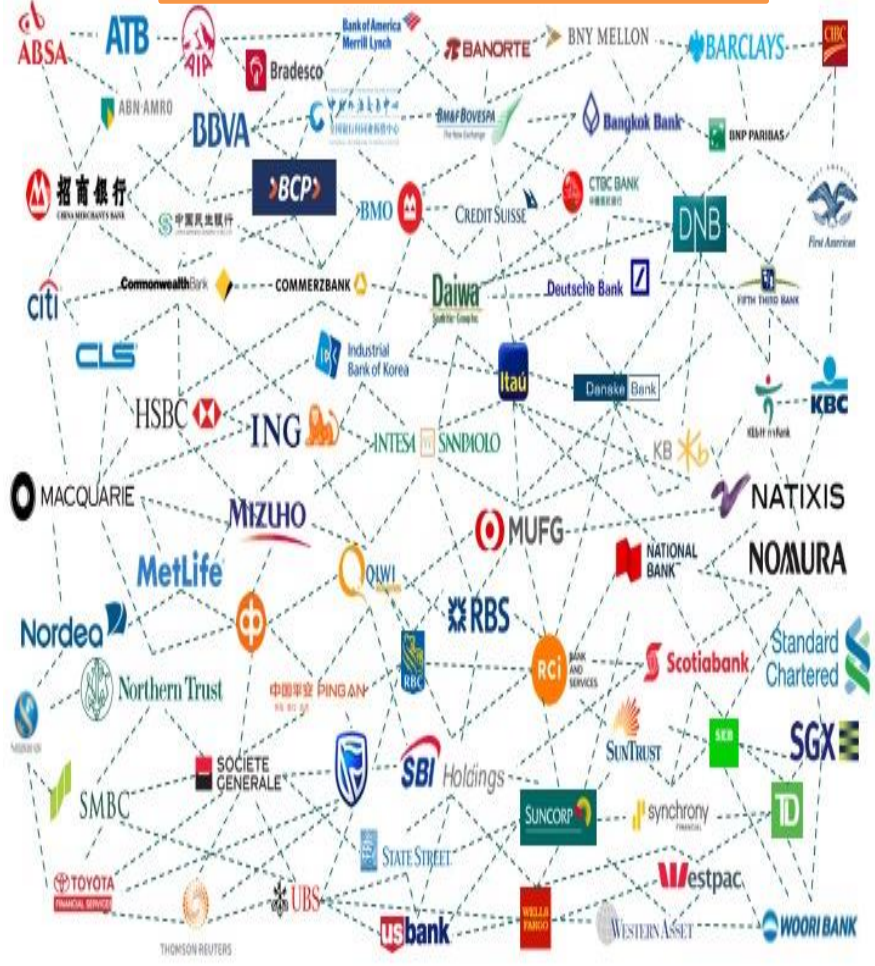 ABSA
ATB
AIA
Bradesco
Bank of America
Merrill Lynch
BANORTE
BNY MELLON
BARCLAYS
CIBC
ABN·AMRO
BBVA
BM&F BOVESPA
The New Exchange
Bangkok Bank
BNP PARIBAS
招商银行
CHINA MERCHANTS BANK
中国民生银行
BCP
BMO
CREDIT SUISSE
CTBC BANK
DNB
First American
citi
CommonwealthBank
COMMERZBANK
Daiwa
Deutsche Bank
FIFTH THIRD BANK
CLS
Industrial
Bank of Korea
Itaú
Danske Bank
KBC
HSBC
ING
INTESA SANPAOLO
KB
MACQUARIE
MIZUHO
MUFG
NATIXIS
MetLife
QIWI
NATIONAL
BANK
NOMURA
Nordea
RBS
RBC
RCi
BANK
AND
SERVICES
Scotiabank
Standard
Chartered
Northern Trust
中国平安 PING AN
SUNTRUST
SEB
SGX
SMBC
SOCIETE
GENERALE
SBI Holdings
SUNCORP
synchrony
FINANCIAL
TD
STATE STREET
TOYOTA
FINANCIAL SERVICES
THOMSON REUTERS
UBS
usbank
WELLS
FARGO
Westpac
WESTERN ASSET
WOORI BANK